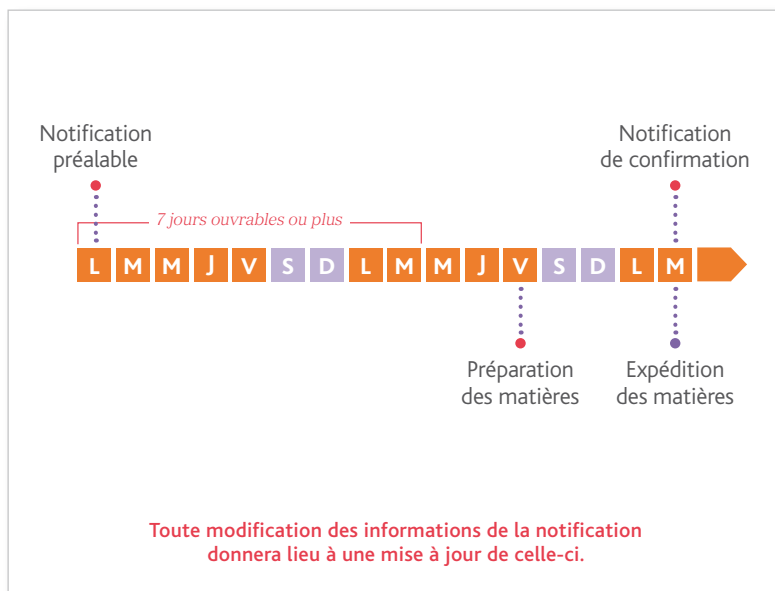 Notification
préalable
Notification
de confirmation
7 jours ouvrables ou plus
L M M J V S D L M M J V S D L M
Préparation
des matières
Expédition
des matières
Toute modification des informations de la notification
donnera lieu à une mise à jour de celle-ci.